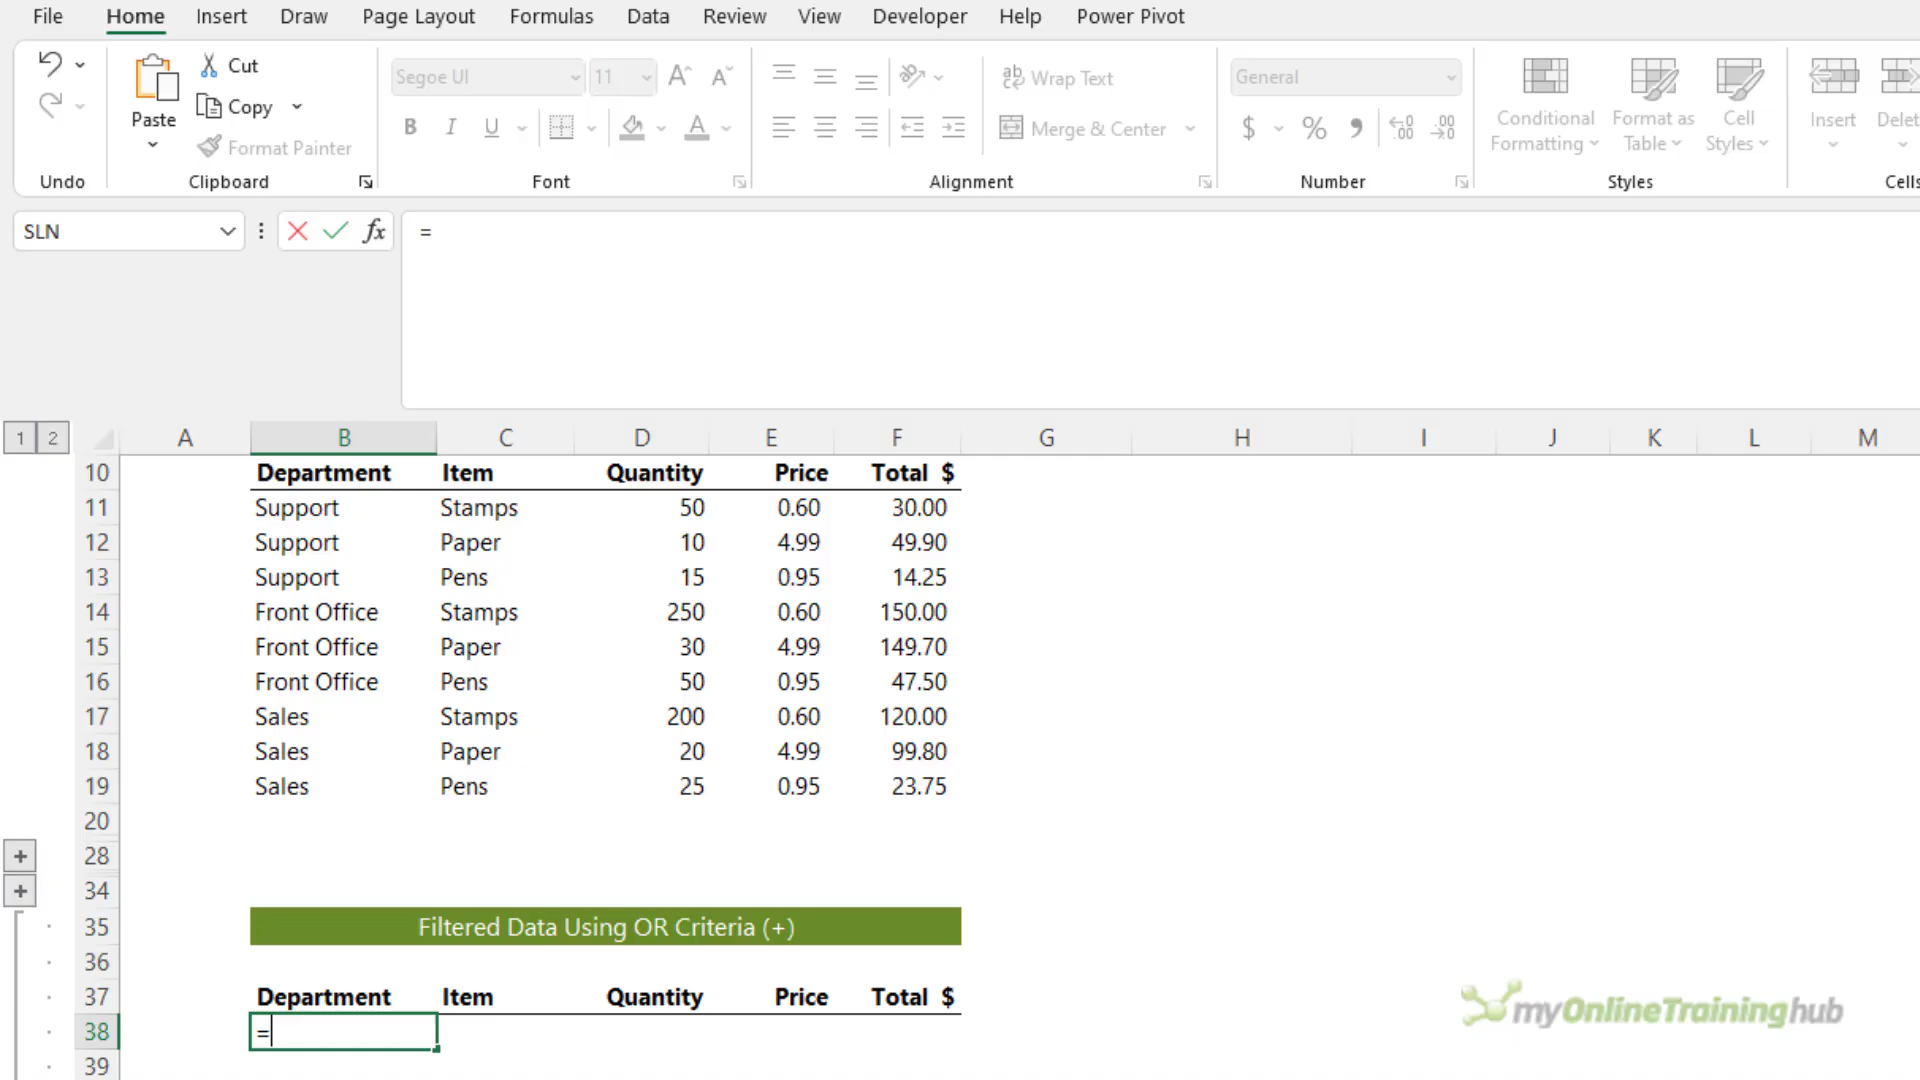 File Home Insert Draw Page Layout Formulas Data Review View Developer Help Power Pivot
Cut
Copy
Format Painter
Paste
Undo Clipboard
Segoe UI 11
B I U
Font
ab Wrap Text
Merge & Center
Alignment
General
$ % 9 .00 .00
Number
Conditional Formatting
Format as Table
Cell Styles
Styles
Insert Delet
Cells
SLN fx =
1 2 A B C D E F G H I J K L M
10 Department Item Quantity Price Total $
11 Support Stamps 50 0.60 30.00
12 Support Paper 10 4.99 49.90
13 Support Pens 15 0.95 14.25
14 Front Office Stamps 250 0.60 150.00
15 Front Office Paper 30 4.99 149.70
16 Front Office Pens 50 0.95 47.50
17 Sales Stamps 200 0.60 120.00
18 Sales Paper 20 4.99 99.80
19 Sales Pens 25 0.95 23.75
20
28
34
35 Filtered Data Using OR Criteria (+)
36
37 Department Item Quantity Price Total $
38 =
39
myOnlineTraininghub